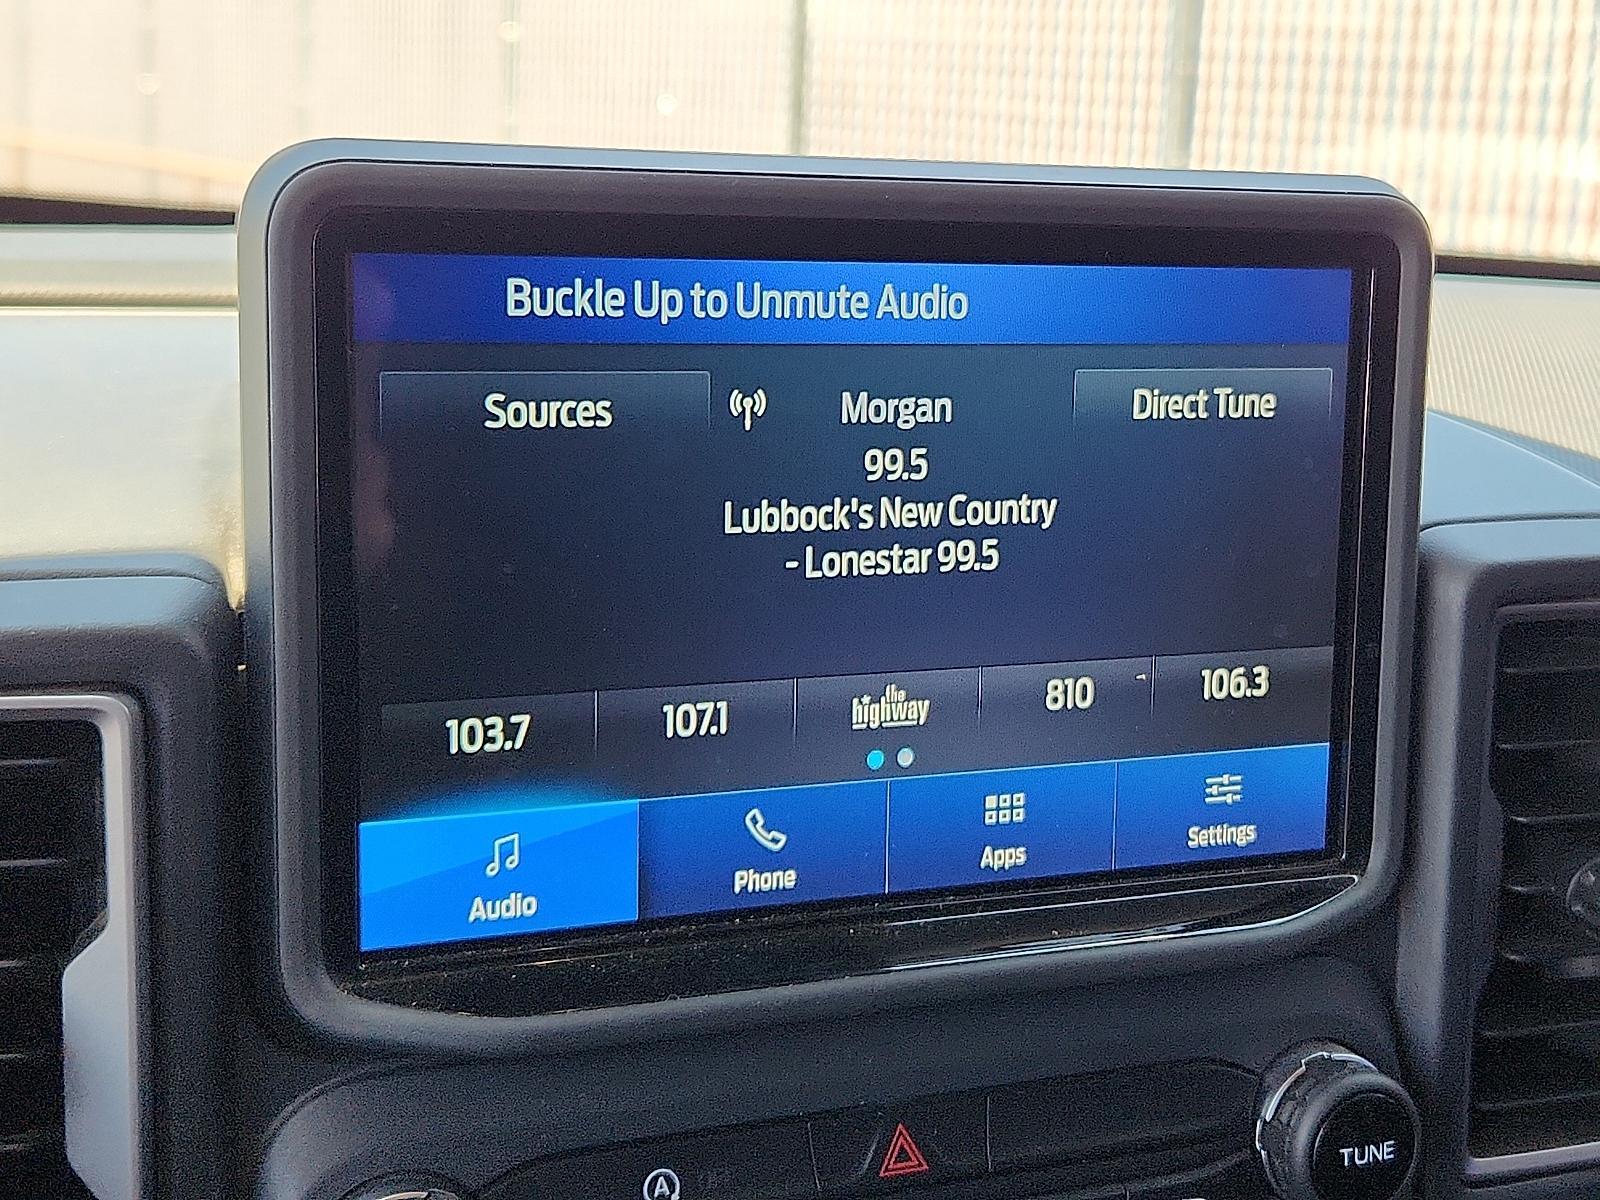 Buckle Up to Unmute Audio
Sources
Morgan
Direct Tune
99.5
Lubbock's New Country
- Lonestar 99.5
103.7
107.1
the highway
810
106.3
Audio
Phone
Apps
Settings
TUNE
A